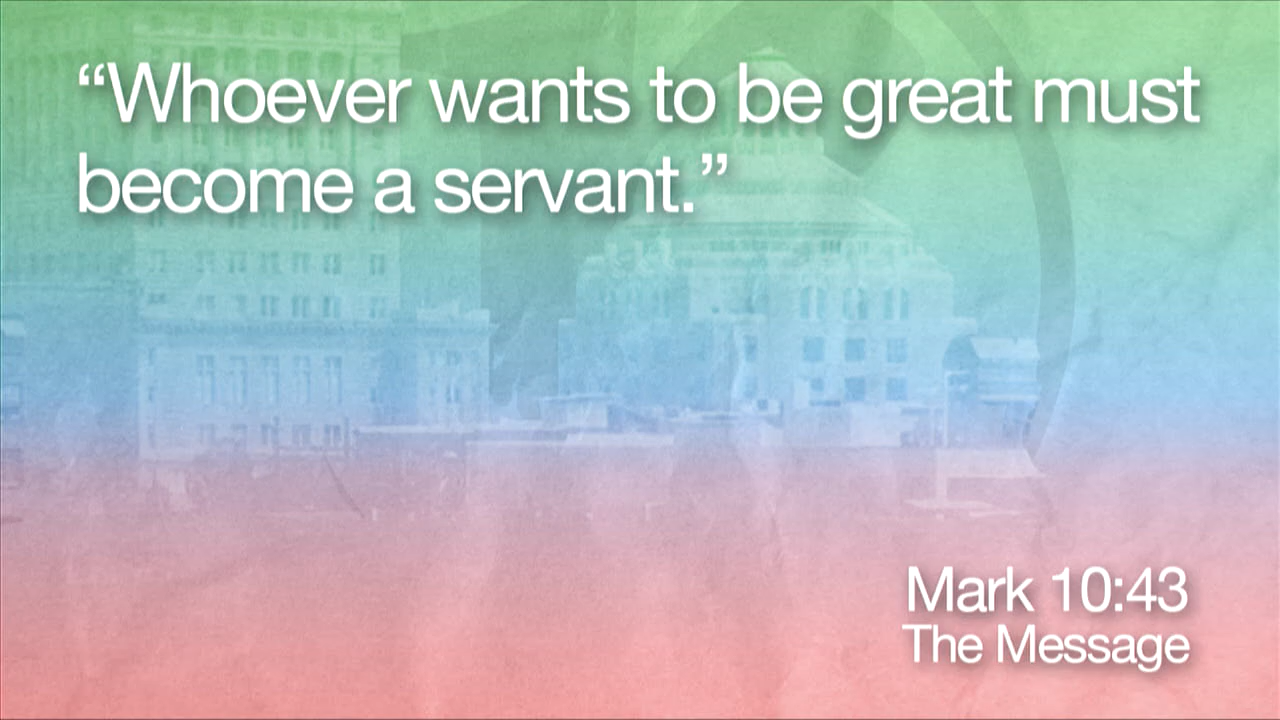 “Whoever wants to be great must
become a servant.”
Mark 10:43
The Message